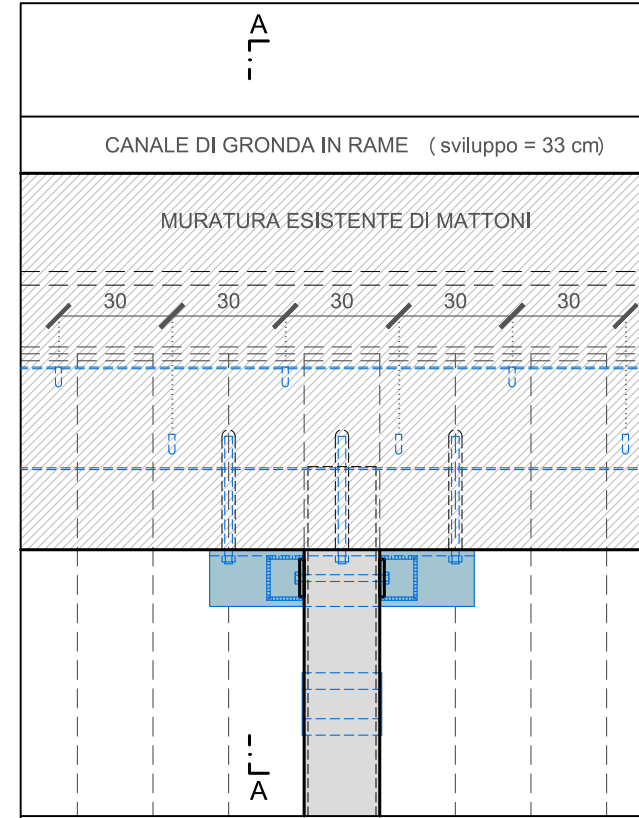 A
CANALE DI GRONDA IN RAME ( sviluppo = 33 cm)
MURATURA ESISTENTE DI MATTONI
30 30 30 30 30
A